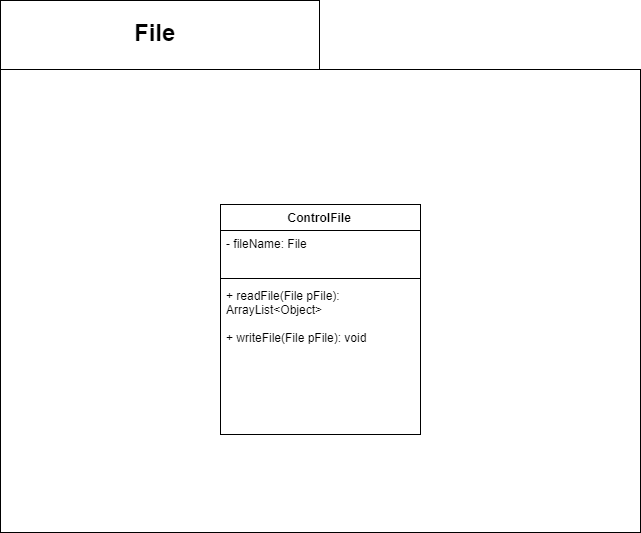 File
ControlFile
- fileName: File
+ readFile(File pFile):
ArrayList<Object>
+ writeFile(File pFile): void